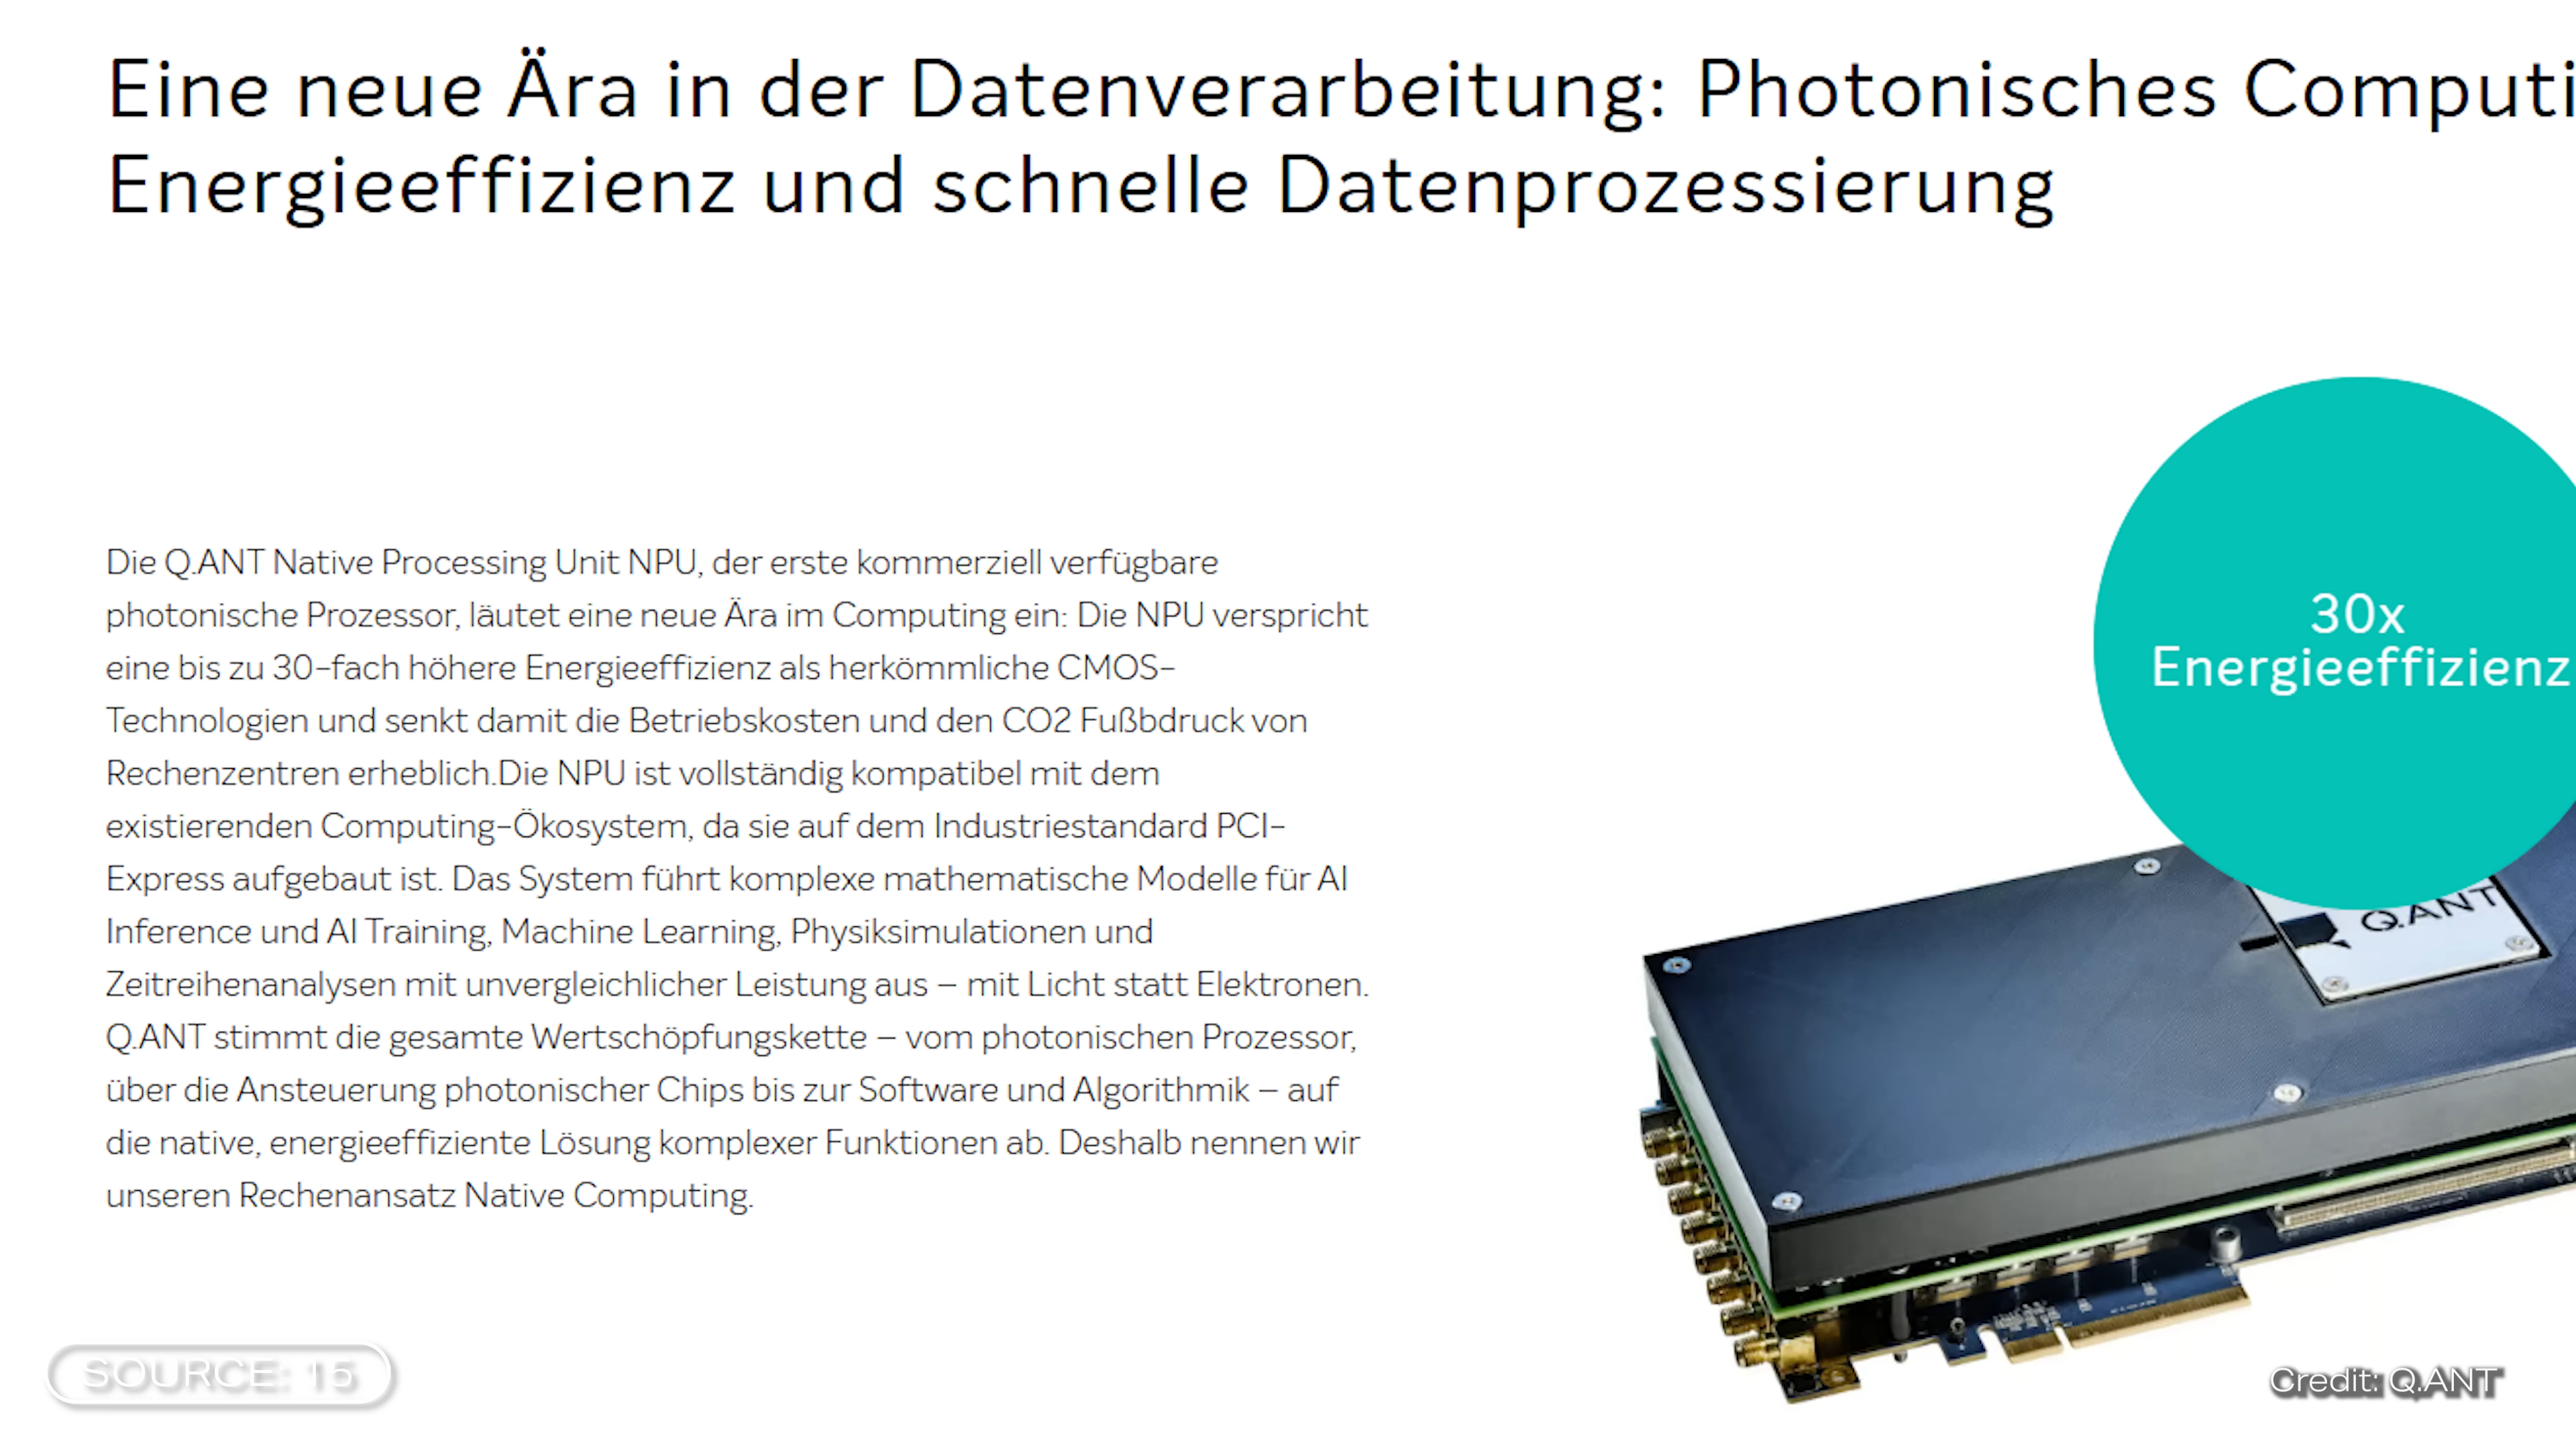 Eine neue Ära in der Datenverarbeitung: Photonisches Computi
Energieeffizienz und schnelle Datenprozessierung
30x
Energieeffizienz
Die Q.ANT Native Processing Unit NPU, der erste kommerziell verfügbare
photonische Prozessor, läutet eine neue Ära im Computing ein: Die NPU verspricht
eine bis zu 30-fach höhere Energieeffizienz als herkömmliche CMOS-
Technologien und senkt damit die Betriebskosten und den CO2 Fußbdruck von
Rechenzentren erheblich.Die NPU ist vollständig kompatibel mit dem
existierenden Computing-Ökosystem, da sie auf dem Industriestandard PCI-
Express aufgebaut ist. Das System führt komplexe mathematische Modelle für AI
Inference und AI Training, Machine Learning, Physiksimulationen und
Zeitreihenanalysen mit unvergleichlicher Leistung aus – mit Licht statt Elektronen.
Q.ANT stimmt die gesamte Wertschöpfungskette – vom photonischen Prozessor,
über die Ansteuerung photonischer Chips bis zur Software und Algorithmik – auf
die native, energieeffiziente Lösung komplexer Funktionen ab. Deshalb nennen wir
unseren Rechenansatz Native Computing.
Q.ANT
SOURCE: 15
Credit: Q.ANT